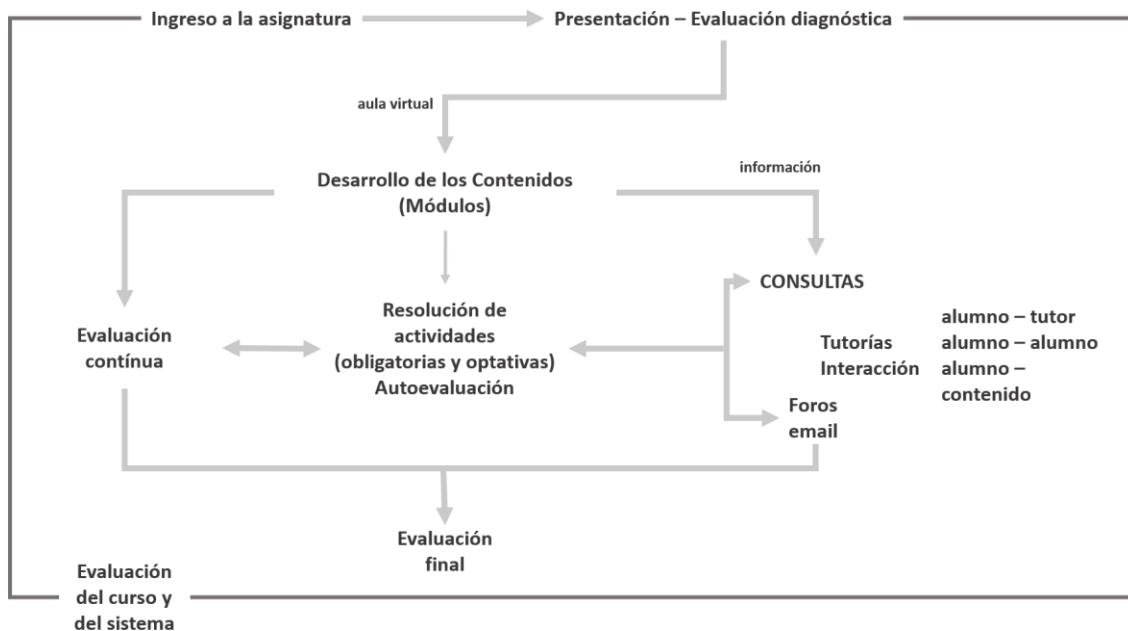 Ingreso a la asignatura
Presentación – Evaluación diagnóstica
aula virtual
información
Desarrollo de los Contenidos
(Módulos)
CONSULTAS
Evaluación
contínua
Resolución de
actividades
(obligatorias y optativas)
Autoevaluación
Tutorías
Interacción
alumno – tutor
alumno – alumno
alumno –
contenido
Foros
email
Evaluación
final
Evaluación
del curso y
del sistema